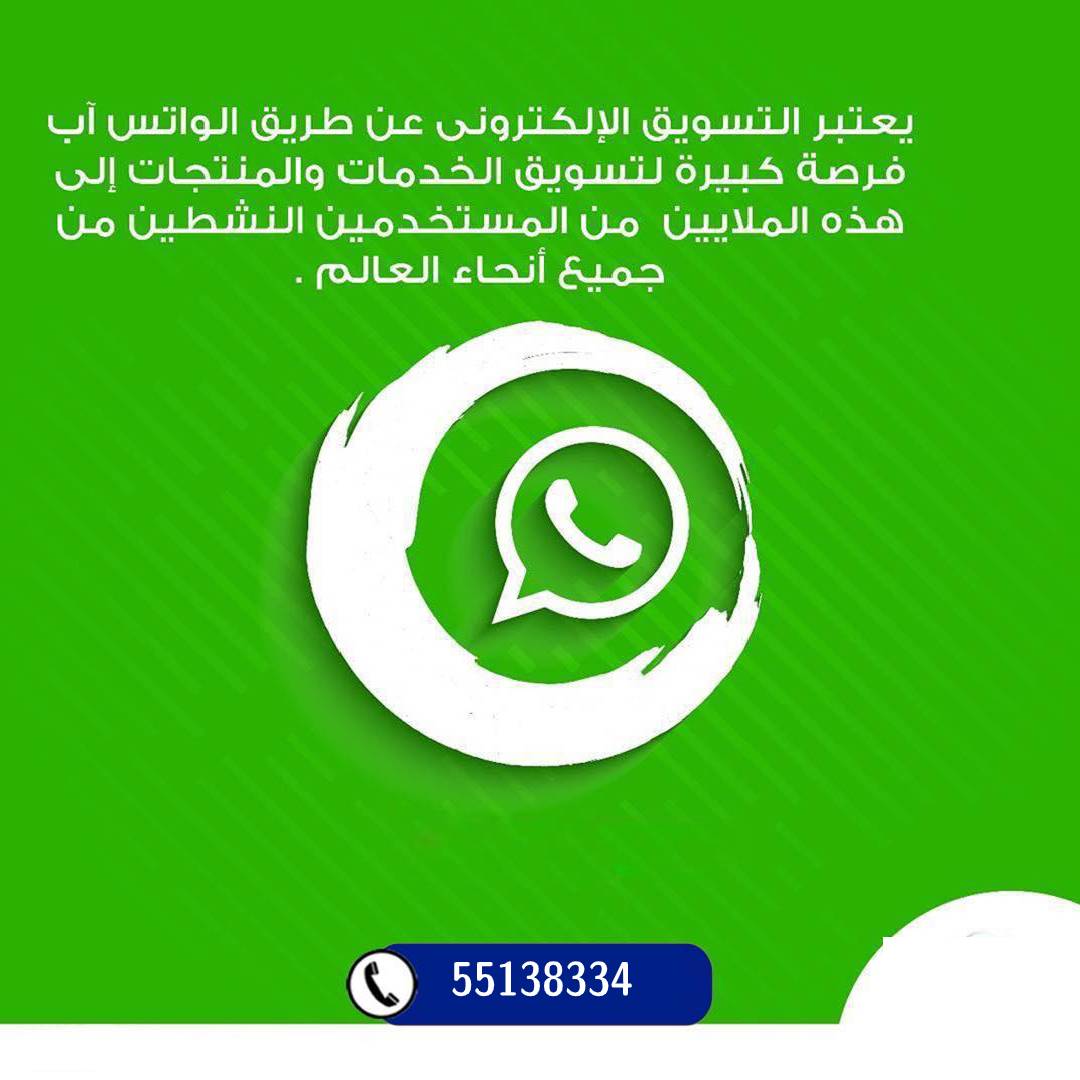 يعتبر التسويق الإلكترونى عن طريق الواتس آب
فرصة كبيرة لتسويق الخدمات والمنتجات إلى
هذه الملايين من المستخدمين النشطين من
جميع أنحاء العالم .
55138334